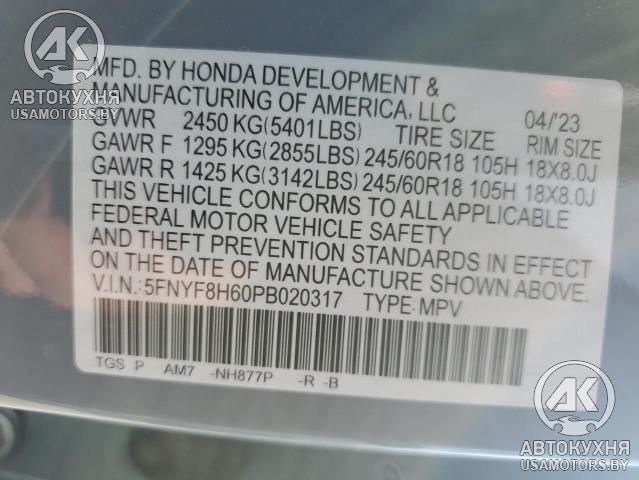 MFD. BY HONDA DEVELOPMENT &
MANUFACTURING OF AMERICA, LLC 04/'23
GVWR 2450 KG(5401LBS) TIRE SIZE RIM SIZE
GAWR F 1295 KG(2855LBS) 245/60R18 105H 18X8.0J
GAWR R 1425 KG(3142LBS) 245/60R18 105H 18X8.0J
THIS VEHICLE CONFORMS TO ALL APPLICABLE
FEDERAL MOTOR VEHICLE SAFETY
AND THEFT PREVENTION STANDARDS IN EFFECT
ON THE DATE OF MANUFACTURE SHOWN ABOVE.
V.I.N.:5FNYF8H60PB020317 TYPE: MPV
TGS P AM7 -NH877P -R -B
AK
АВТОКУХНЯ
USAMOTORS.BY
AK
АВТОКУХНЯ
USAMOTORS.BY